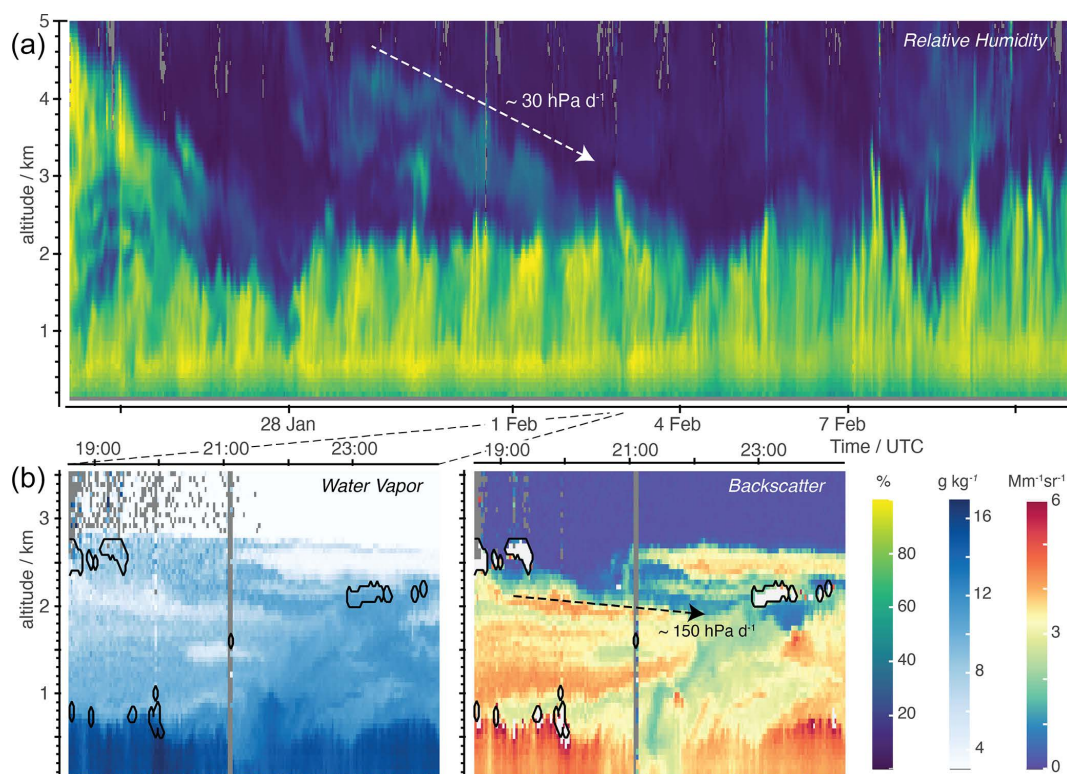 (a)
Relative Humidity
~ 30 hPa d⁻¹
altitude / km
5
4
3
2
1
28 Jan
1 Feb
4 Feb
7 Feb
Time / UTC
19:00
21:00
23:00
19:00
21:00
23:00
(b)
Water Vapor
altitude / km
3
2
1
Backscatter
~ 150 hPa d⁻¹
%
80
60
40
20
g kg⁻¹
16
12
8
4
Mm⁻¹sr⁻¹
6
3
0